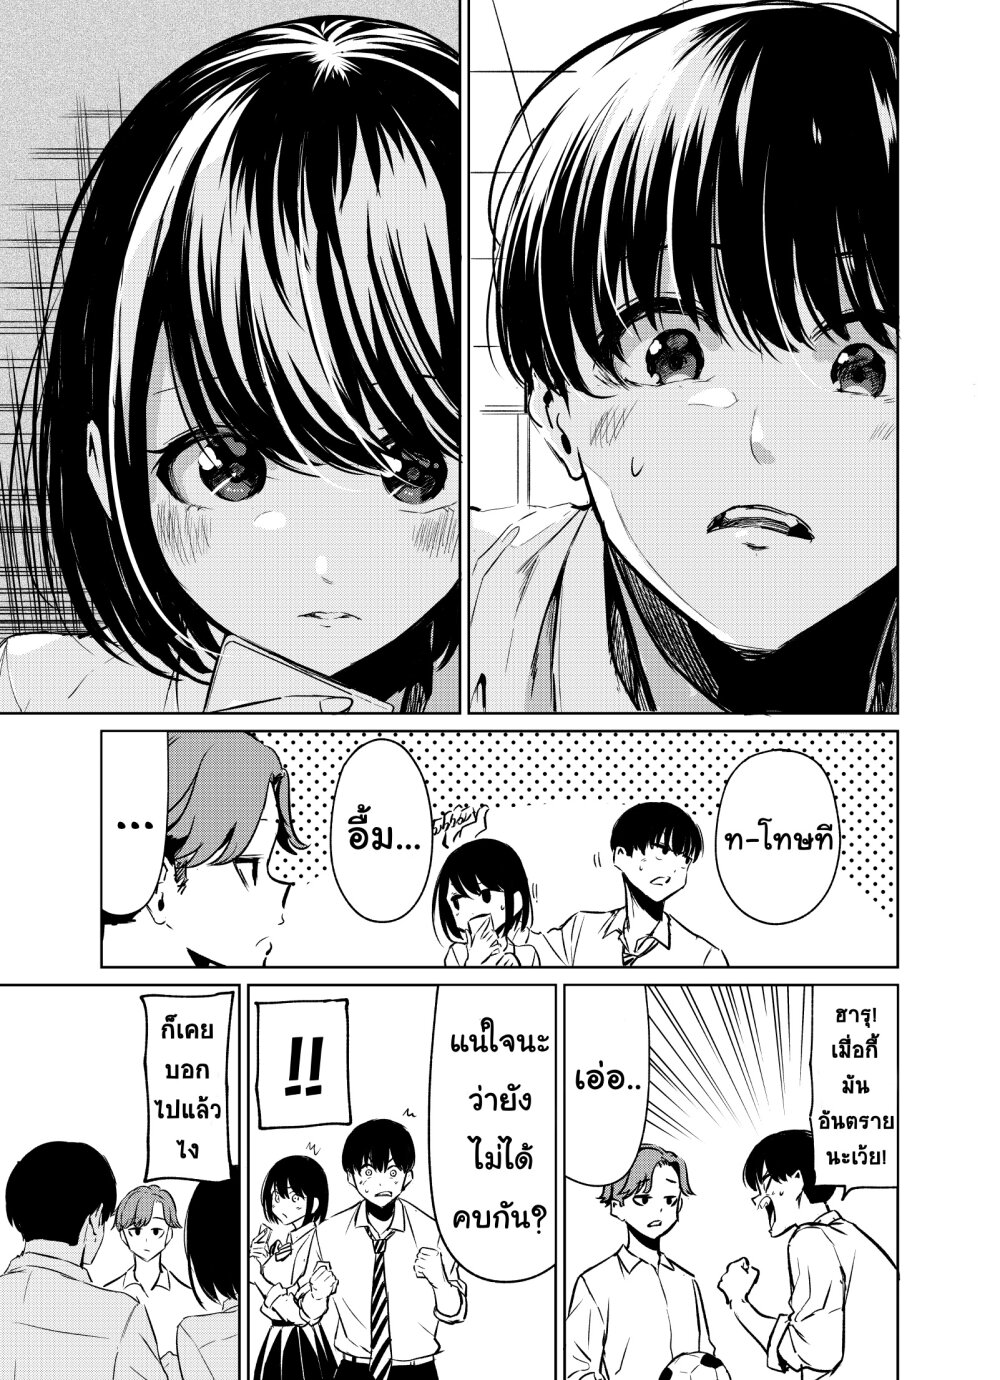 ท-โทษที
อื้ม...
...
ฮารุ!
เมื่อกี้
มัน
อันตราย
นะเว้ย!
เอ่อ..
แน่ใจนะ
ว่ายัง
ไม่ได้
คบกัน?
!!
ก็เคย
บอก
ไปแล้ว
ไง